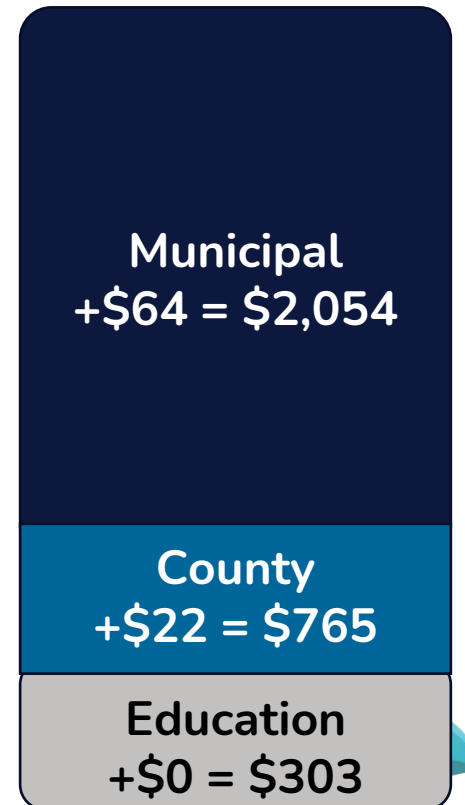 Municipal
+$64 = $2,054
County
+$22 = $765
Education
+$0 = $303